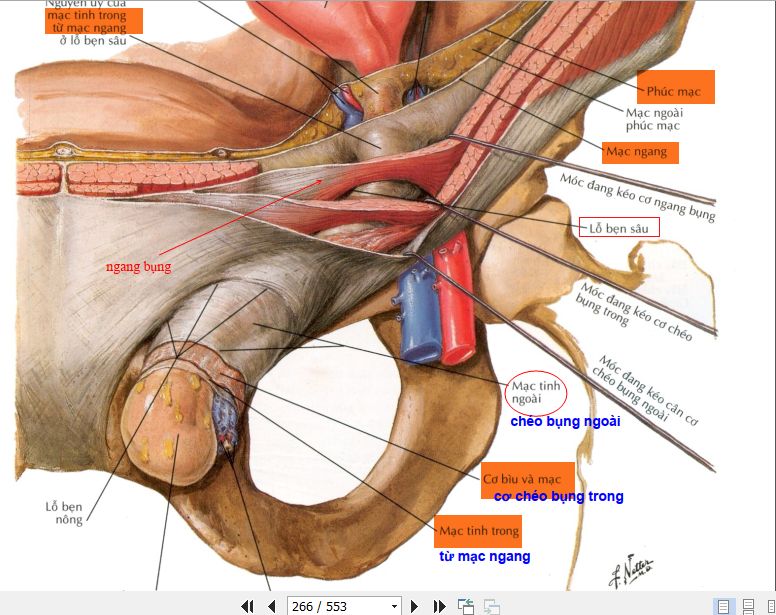 Nguyên ủy của
mạc tinh trong
từ mạc ngang
ở lỗ bẹn sâu
Phúc mạc
Mạc ngoài
phúc mạc
Mạc ngang
Móc đang kéo cơ ngang bụng
Lỗ bẹn sâu
ngang bụng
Móc đang kéo cơ chéo
bụng trong
Móc đang kéo cân cơ
chéo bụng ngoài
Mạc tinh
ngoài
chéo bụng ngoài
Cơ bìu và mạc
cơ chéo bụng trong
Lỗ bẹn
nông
Mạc tinh trong
từ mạc ngang
F. Netter
M.D.
266 / 553